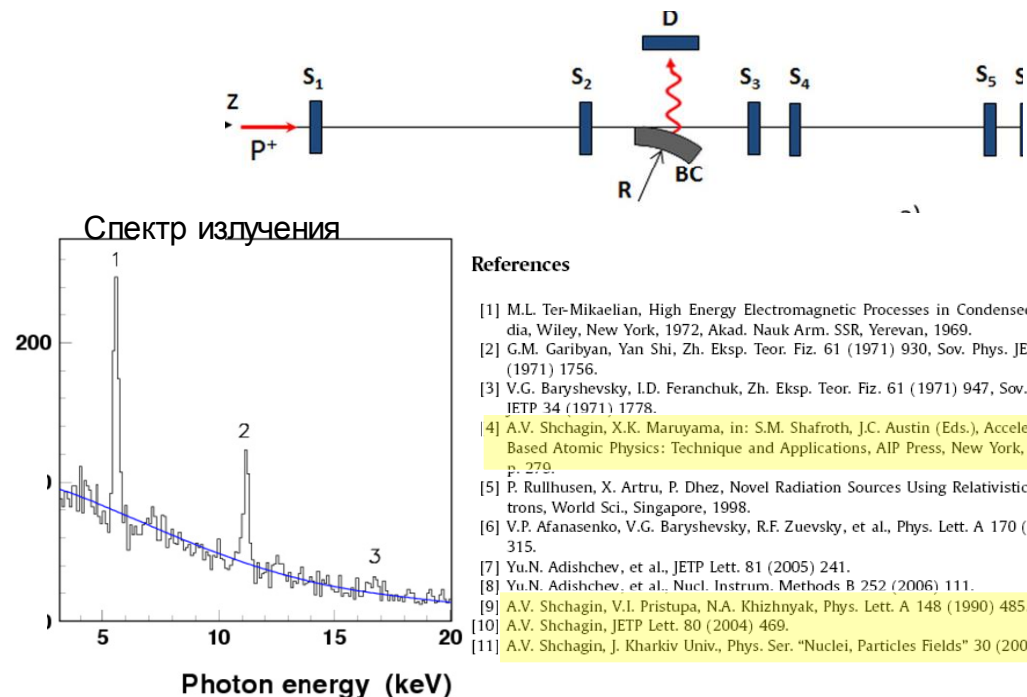 D
S1 S2 S3 S4 S5 S
Z
P+
BC
R
Спектр излучения
1
200
2
3
5 10 15 20
Photon energy (keV)
References
[1] M.L. Ter-Mikaelian, High Energy Electromagnetic Processes in Condense
dia, Wiley, New York, 1972, Akad. Nauk Arm. SSR, Yerevan, 1969.
[2] G.M. Garibyan, Yan Shi, Zh. Eksp. Teor. Fiz. 61 (1971) 930, Sov. Phys. JE
(1971) 1756.
[3] V.G. Baryshevsky, I.D. Feranchuk, Zh. Eksp. Teor. Fiz. 61 (1971) 947, Sov.
JETP 34 (1971) 1778.
[4] A.V. Shchagin, X.K. Maruyama, in: S.M. Shafroth, J.C. Austin (Eds.), Accele
Based Atomic Physics: Technique and Applications, AIP Press, New York,
p. 279.
[5] P. Rullhusen, X. Artru, P. Dhez, Novel Radiation Sources Using Relativistic
trons, World Sci., Singapore, 1998.
[6] V.P. Afanasenko, V.G. Baryshevsky, R.F. Zuevsky, et al., Phys. Lett. A 170 (
315.
[7] Yu.N. Adishchev, et al., JETP Lett. 81 (2005) 241.
[8] Yu.N. Adishchev, et al., Nucl. Instrum. Methods B 252 (2006) 111.
[9] A.V. Shchagin, V.I. Pristupa, N.A. Khizhnyak, Phys. Lett. A 148 (1990) 485
[10] A.V. Shchagin, JETP Lett. 80 (2004) 469.
[11] A.V. Shchagin, J. Kharkiv Univ., Phys. Ser. “Nuclei, Particles Fields” 30 (200